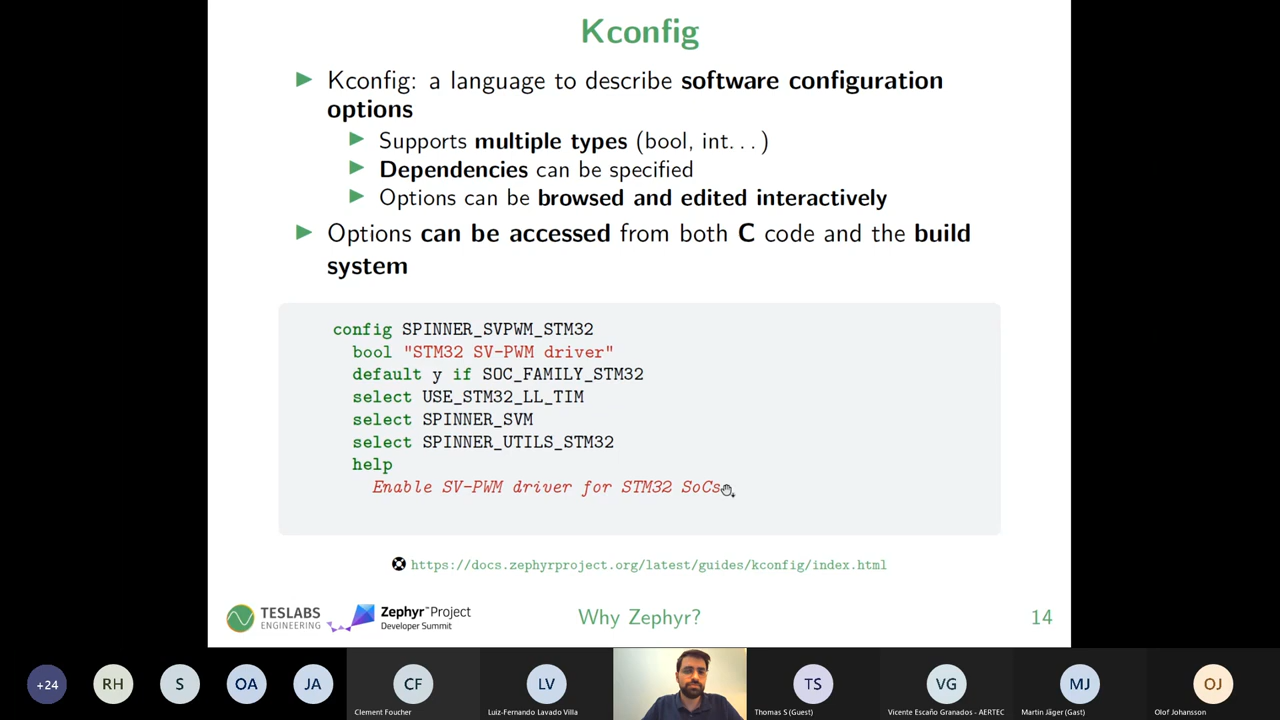 Kconfig
Kconfig: a language to describe software configuration
options
Supports multiple types (bool, int...)
Dependencies can be specified
Options can be browsed and edited interactively
Options can be accessed from both C code and the build
system
config SPINNER_SVPWM_STM32
bool "STM32 SV-PWM driver"
default y if SOC_FAMILY_STM32
select USE_STM32_LL_TIM
select SPINNER_SVM
select SPINNER_UTILS_STM32
help
Enable SV-PWM driver for STM32 SoCs
https://docs.zephyrproject.org/latest/guides/kconfig/index.html
TESLABS
ENGINEERING
Zephyr™Project
Developer Summit
Why Zephyr?
14
+24
RH
S
OA
JA
CF
LV
TS
VG
MJ
OJ
Clement Foucher
Luiz-Fernando Lavado Villa
Thomas S (Guest)
Vicente Escaño Granados - AERTEC
Martin Jäger (Gast)
Olof Johansson